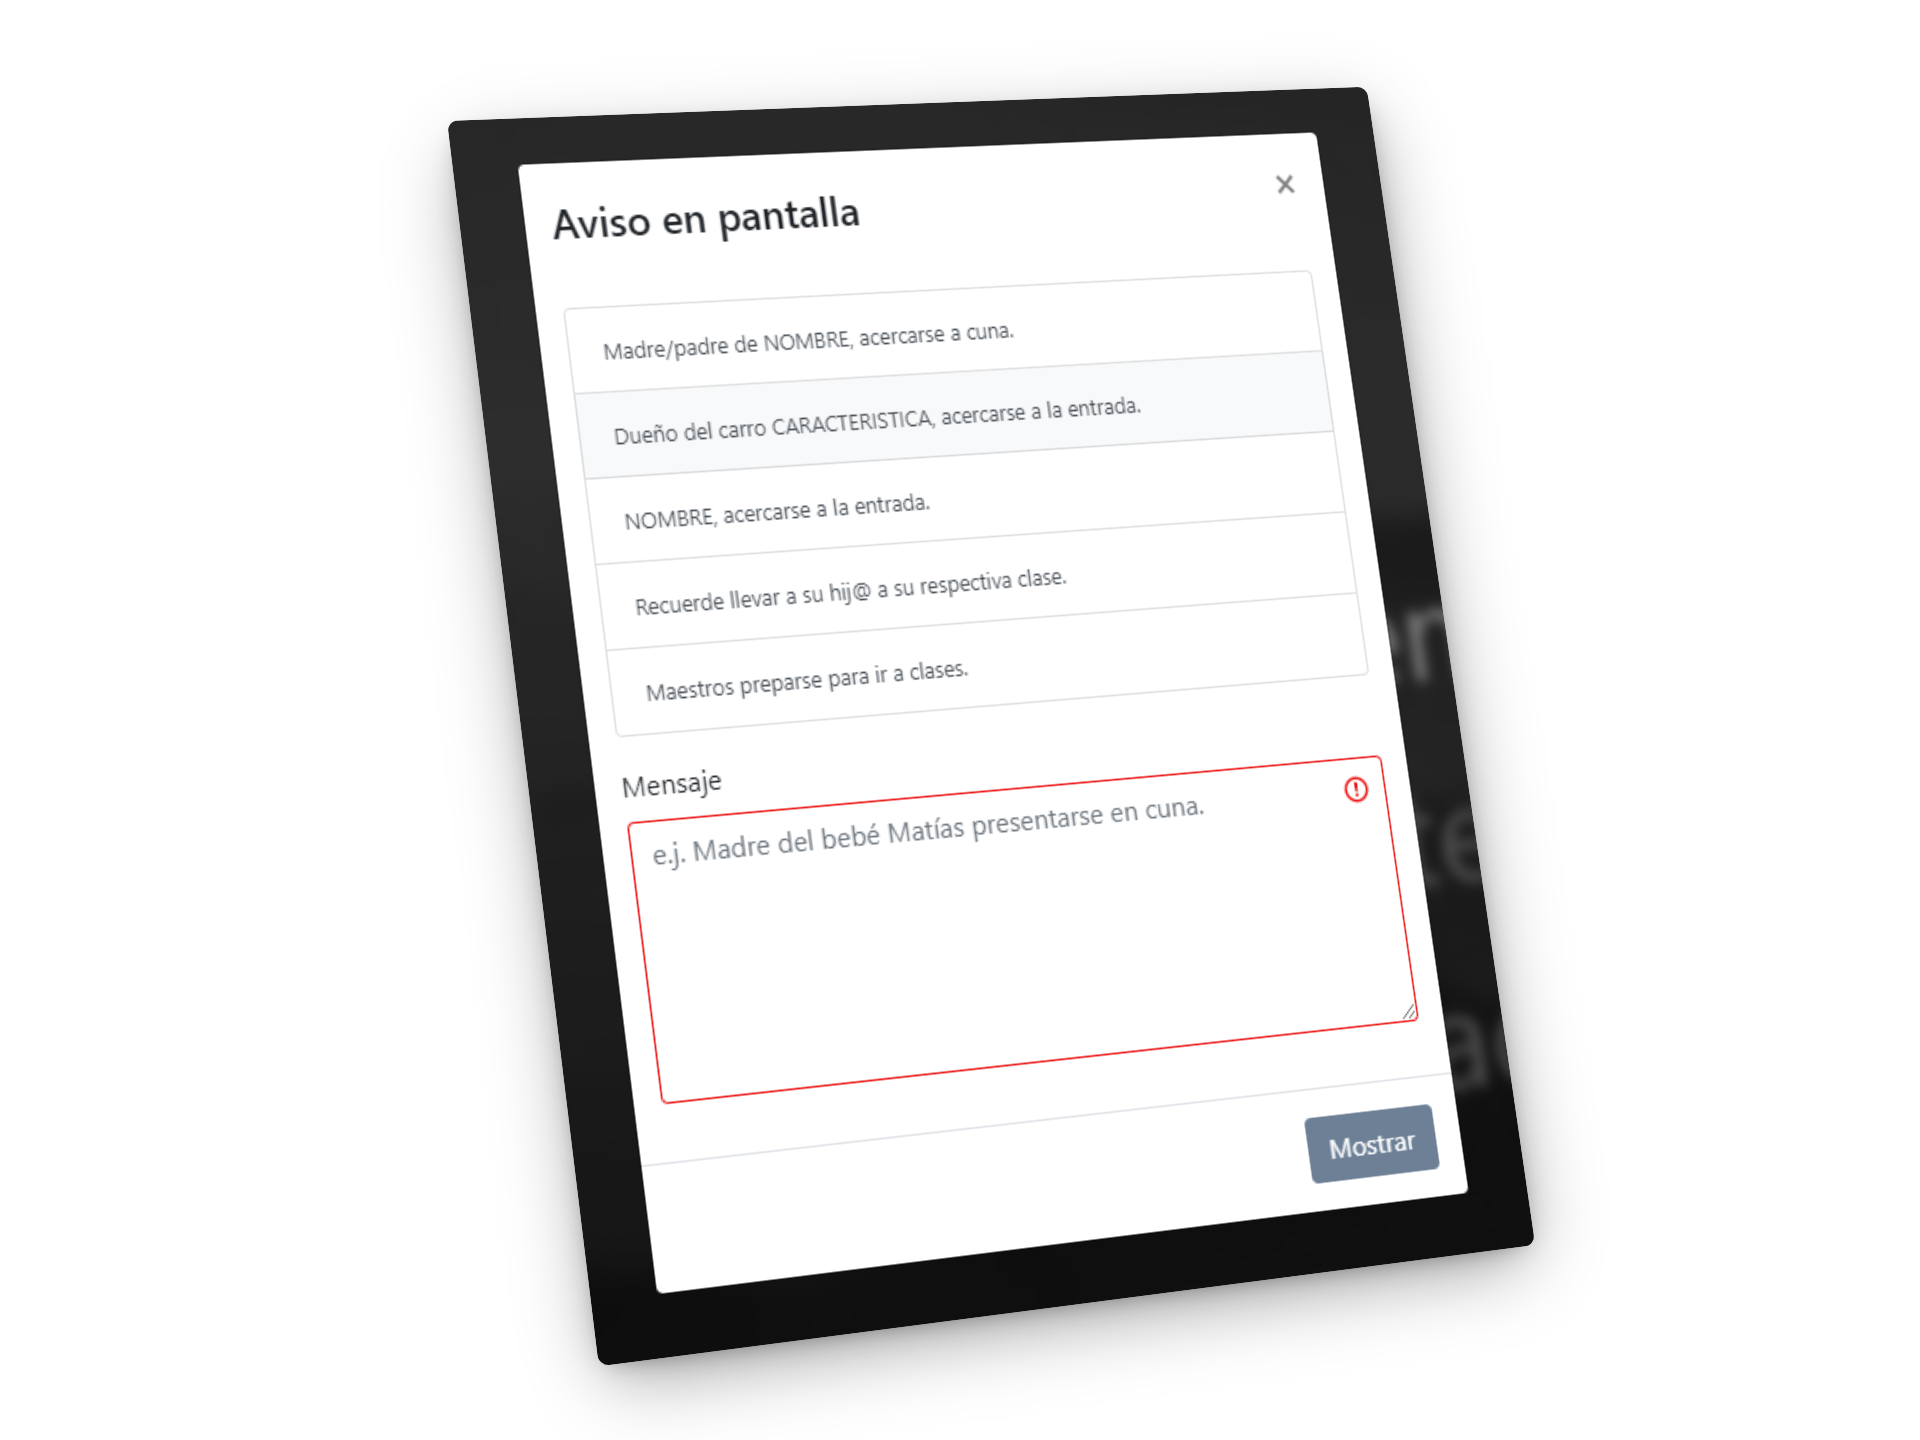 Aviso en pantalla
×
Madre/padre de NOMBRE, acercarse a cuna.
Dueño del carro CARACTERISTICA, acercarse a la entrada.
NOMBRE, acercarse a la entrada.
Recuerde llevar a su hij@ a su respectiva clase.
Maestros preparse para ir a clases.
Mensaje
e.j. Madre del bebé Matías presentarse en cuna.
Mostrar